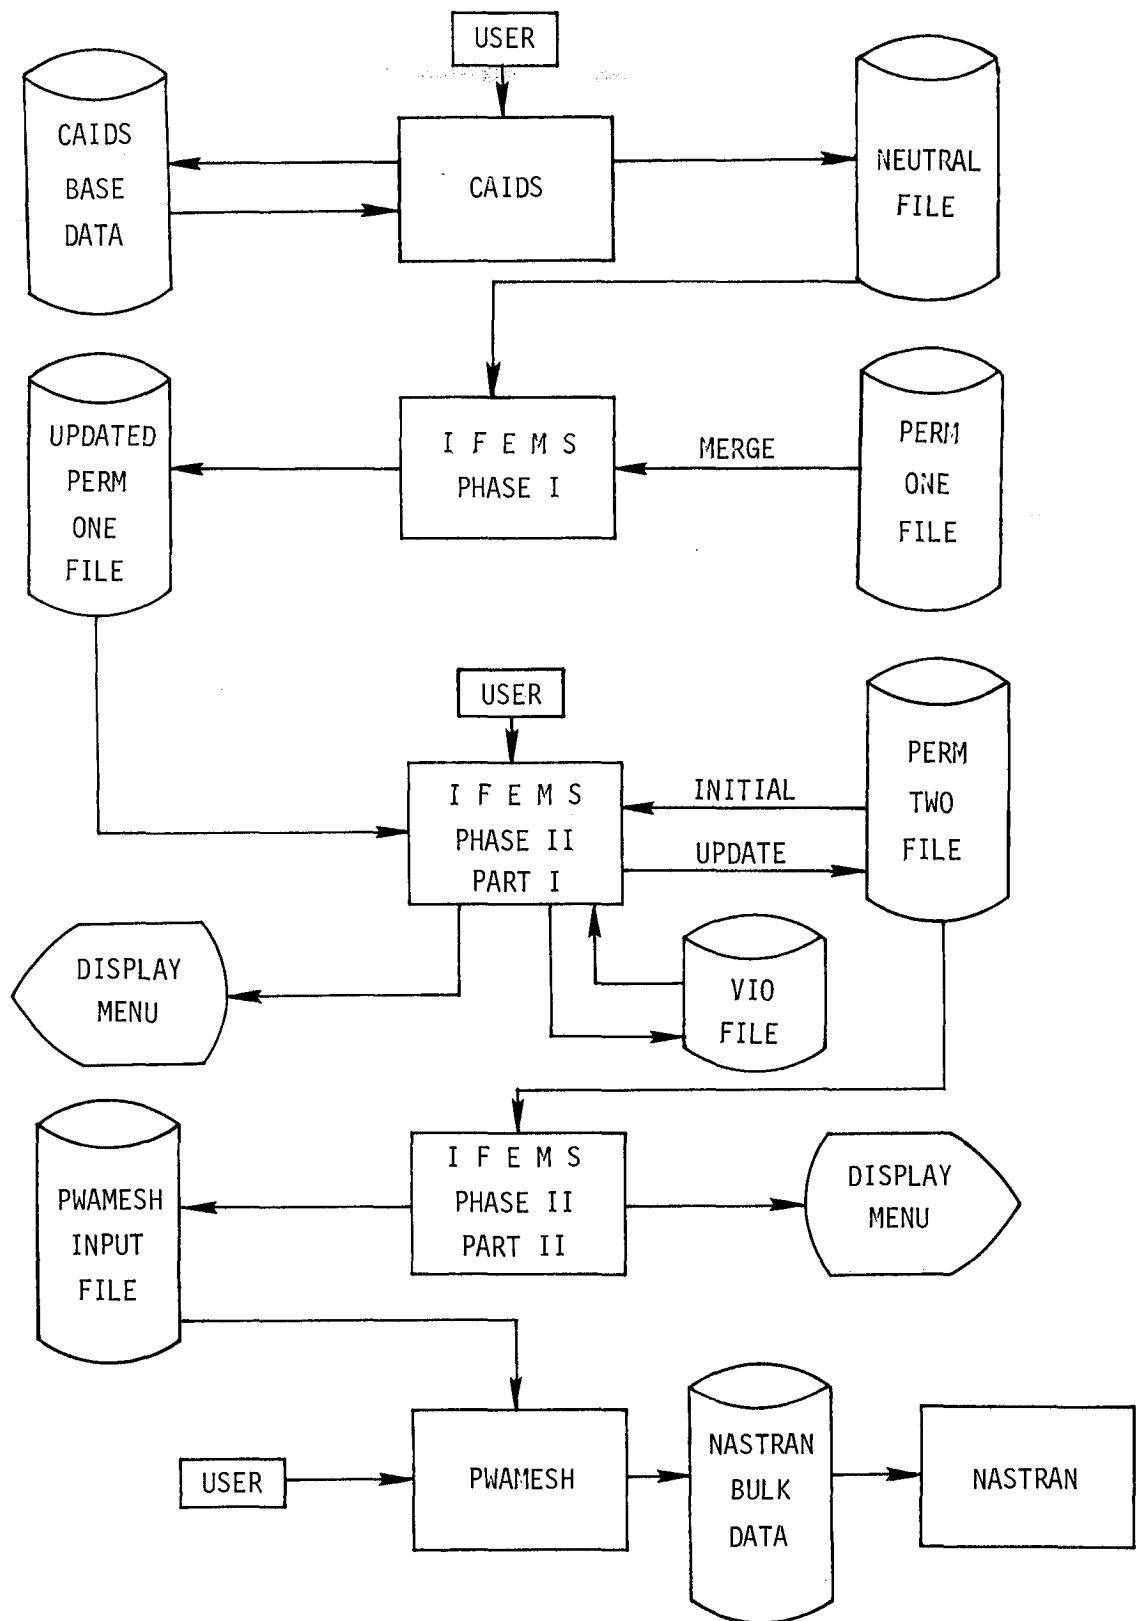 USER
CAIDS
BASE
DATA
CAIDS
NEUTRAL
FILE
UPDATED
PERM
ONE
FILE
I F E M S
PHASE I
MERGE
PERM
ONE
FILE
USER
I F E M S
PHASE II
PART I
INITIAL
UPDATE
PERM
TWO
FILE
DISPLAY
MENU
VIO
FILE
PWAMESH
INPUT
FILE
I F E M S
PHASE II
PART II
DISPLAY
MENU
USER
PWAMESH
NASTRAN
BULK
DATA
NASTRAN